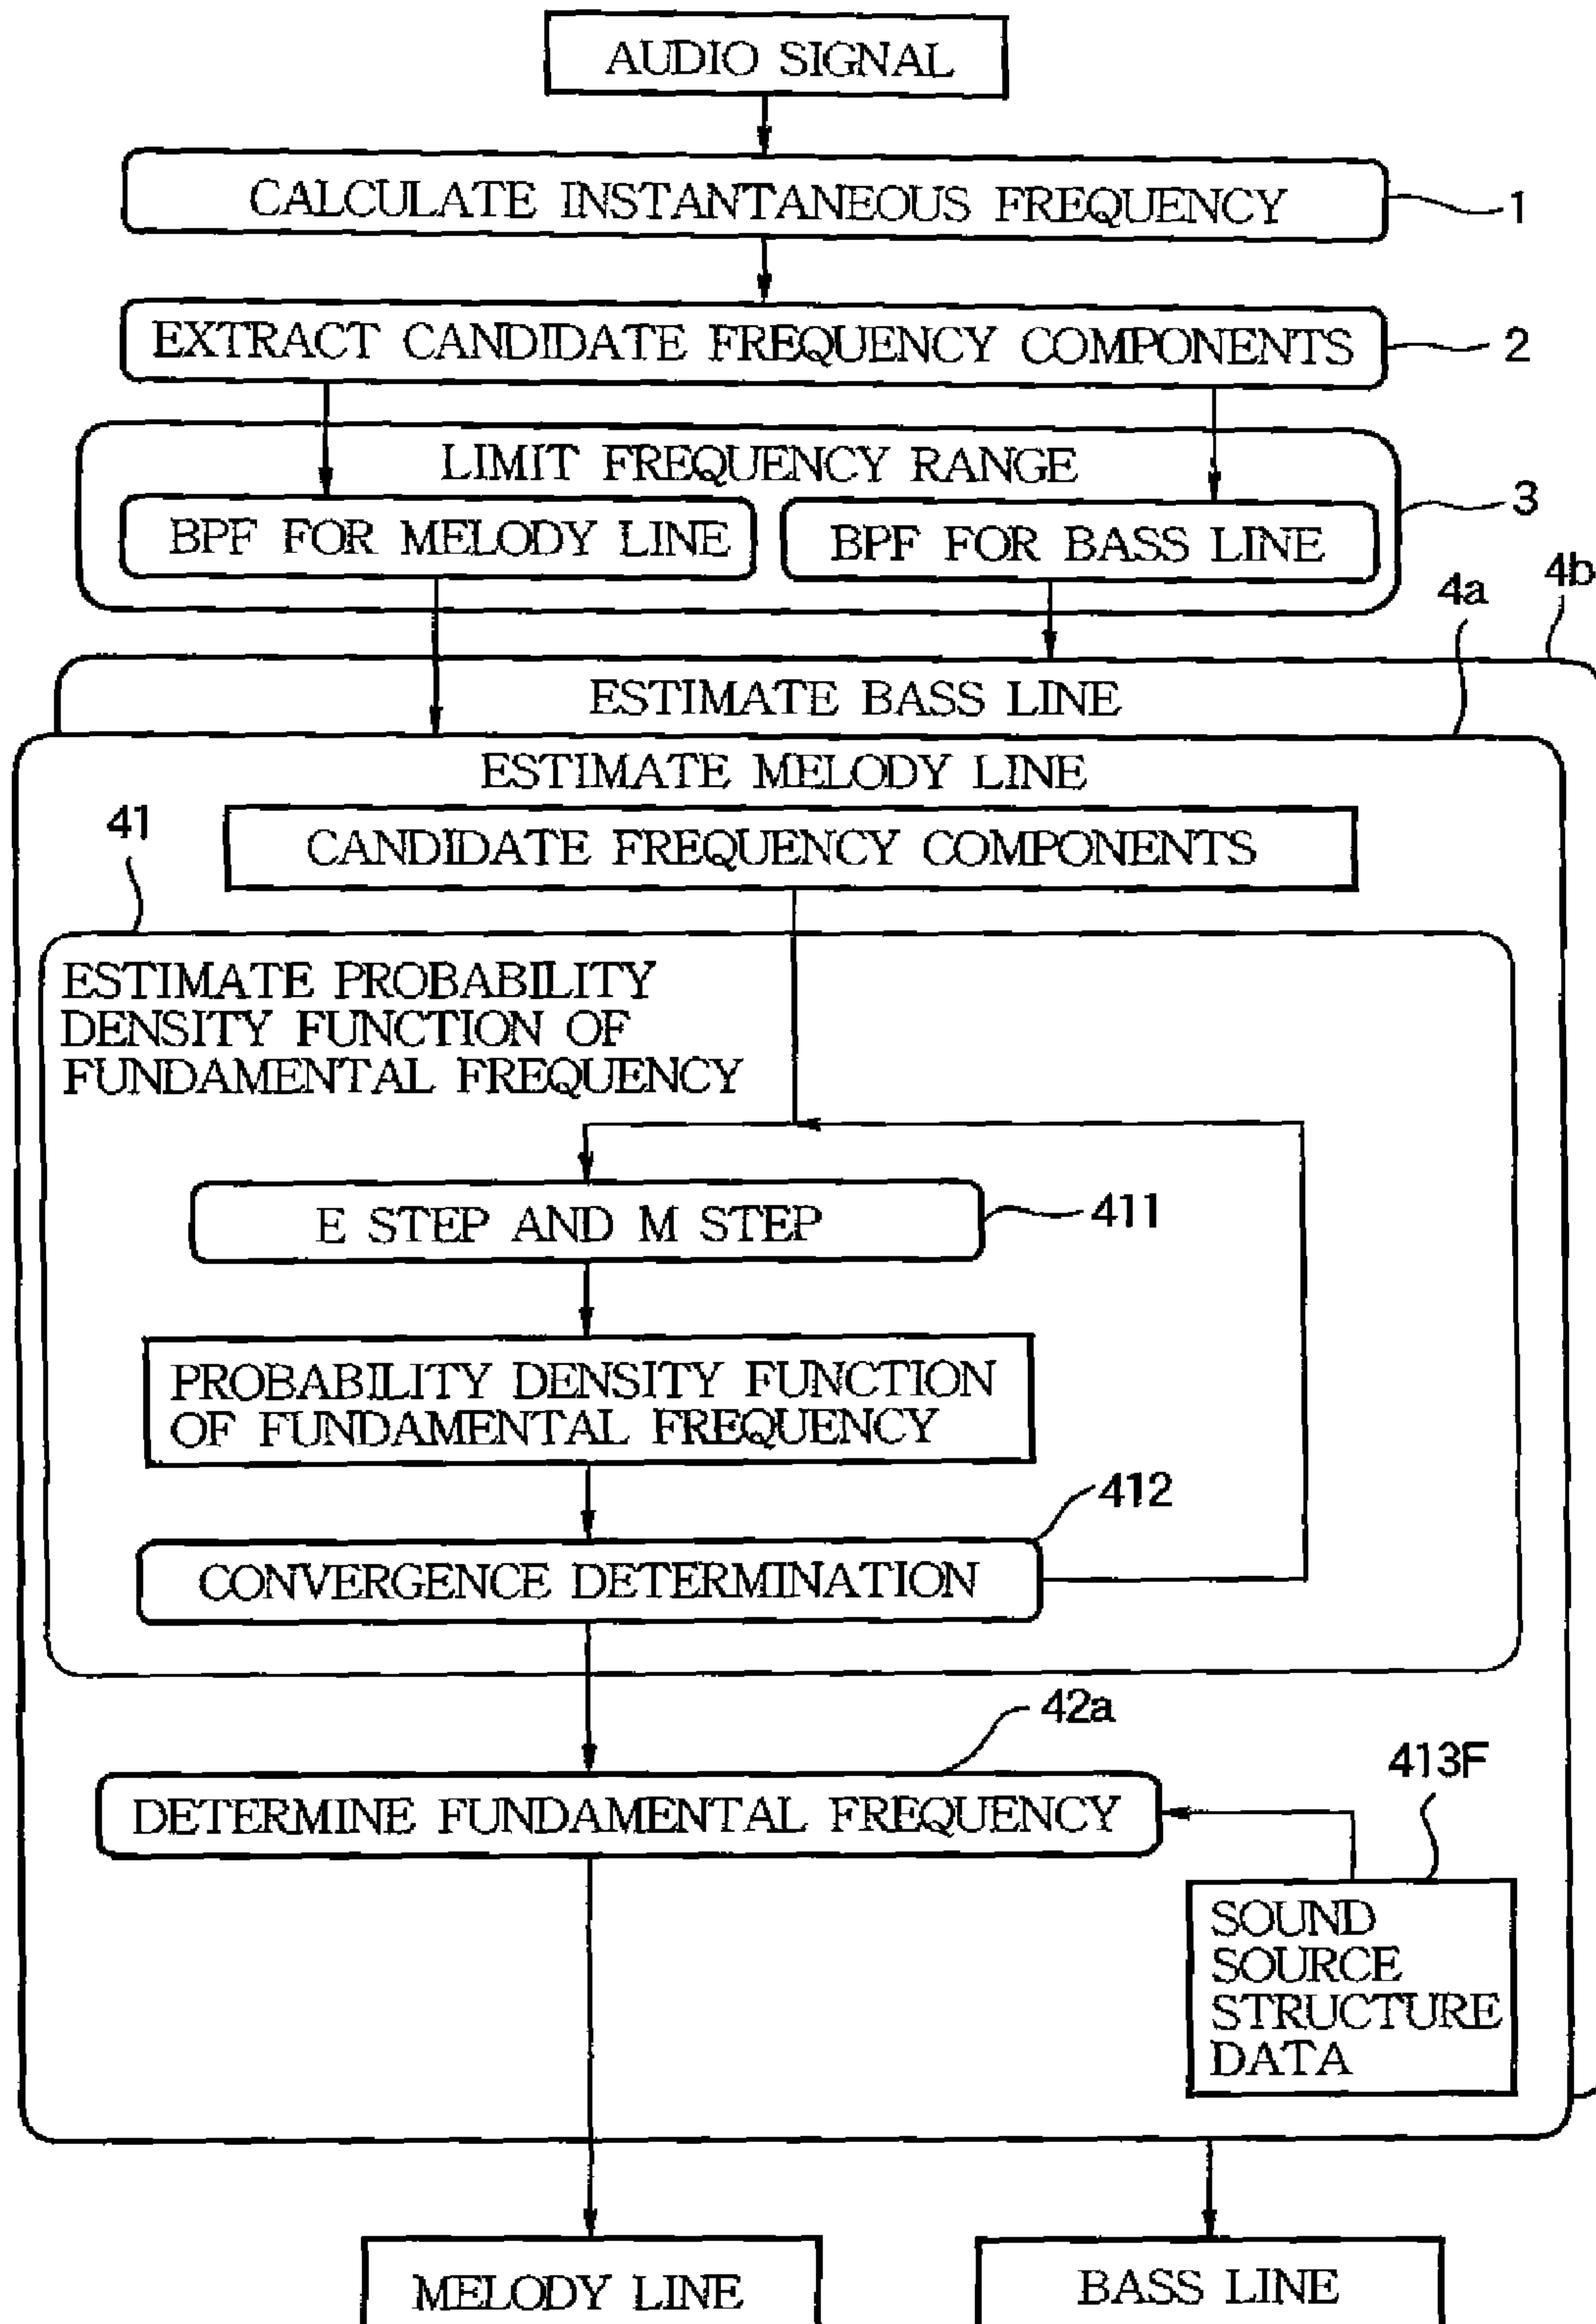 AUDIO SIGNAL
CALCULATE INSTANTANEOUS FREQUENCY
1
EXTRACT CANDIDATE FREQUENCY COMPONENTS
2
LIMIT FREQUENCY RANGE
BPF FOR MELODY LINE
BPF FOR BASS LINE
3
4a
4b
ESTIMATE BASS LINE
ESTIMATE MELODY LINE
41
CANDIDATE FREQUENCY COMPONENTS
ESTIMATE PROBABILITY
DENSITY FUNCTION OF
FUNDAMENTAL FREQUENCY
E STEP AND M STEP
411
PROBABILITY DENSITY FUNCTION
OF FUNDAMENTAL FREQUENCY
412
CONVERGENCE DETERMINATION
42a
413F
DETERMINE FUNDAMENTAL FREQUENCY
SOUND
SOURCE
STRUCTURE
DATA
MELODY LINE
BASS LINE